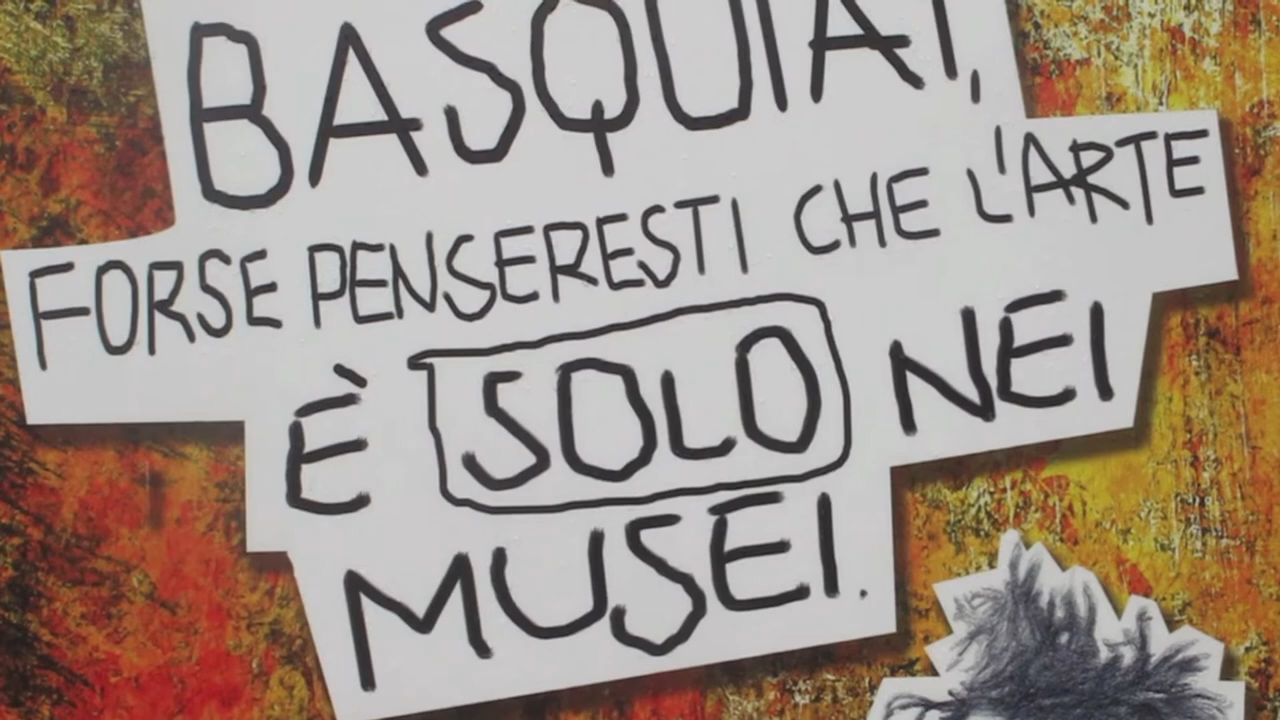 BASQUIAT,
FORSE PENSERESTI CHE L'ARTE
È SOLO NEI
MUSEI.